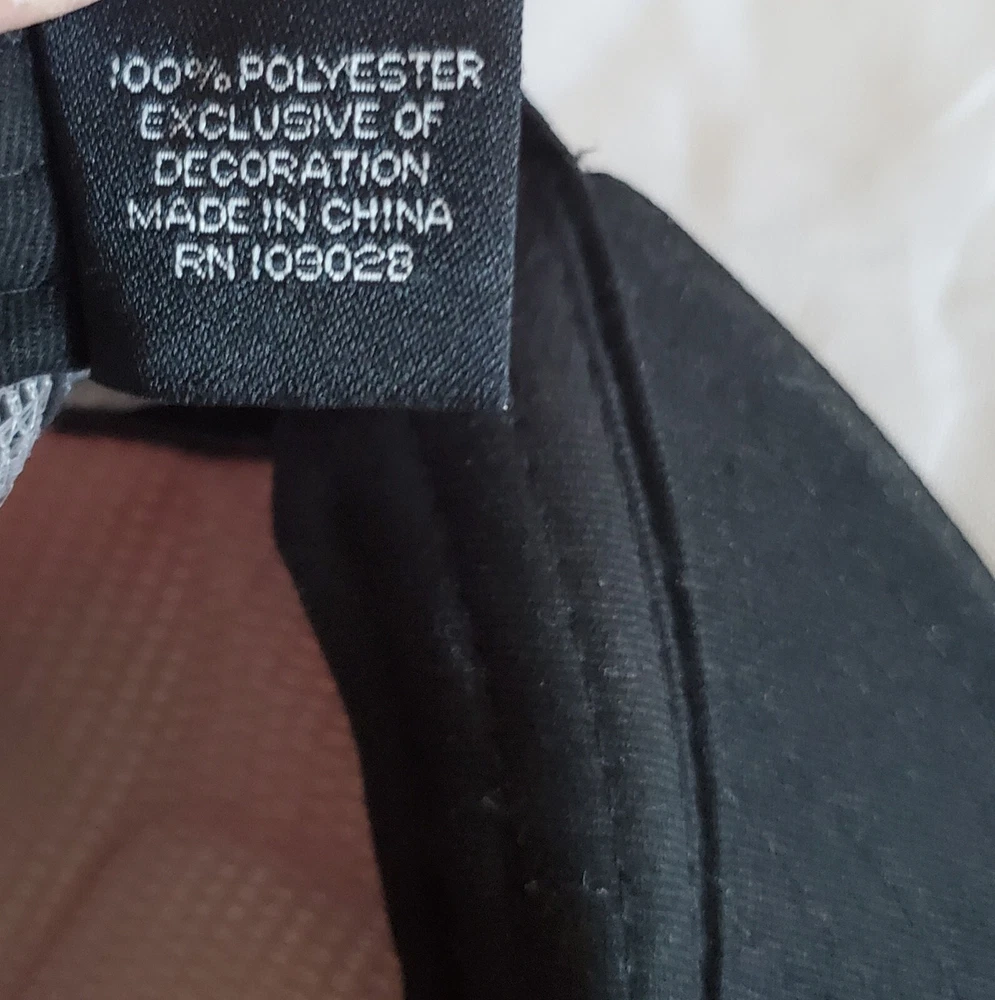 100% POLYESTER
EXCLUSIVE OF
DECORATION
MADE IN CHINA
RN 109028